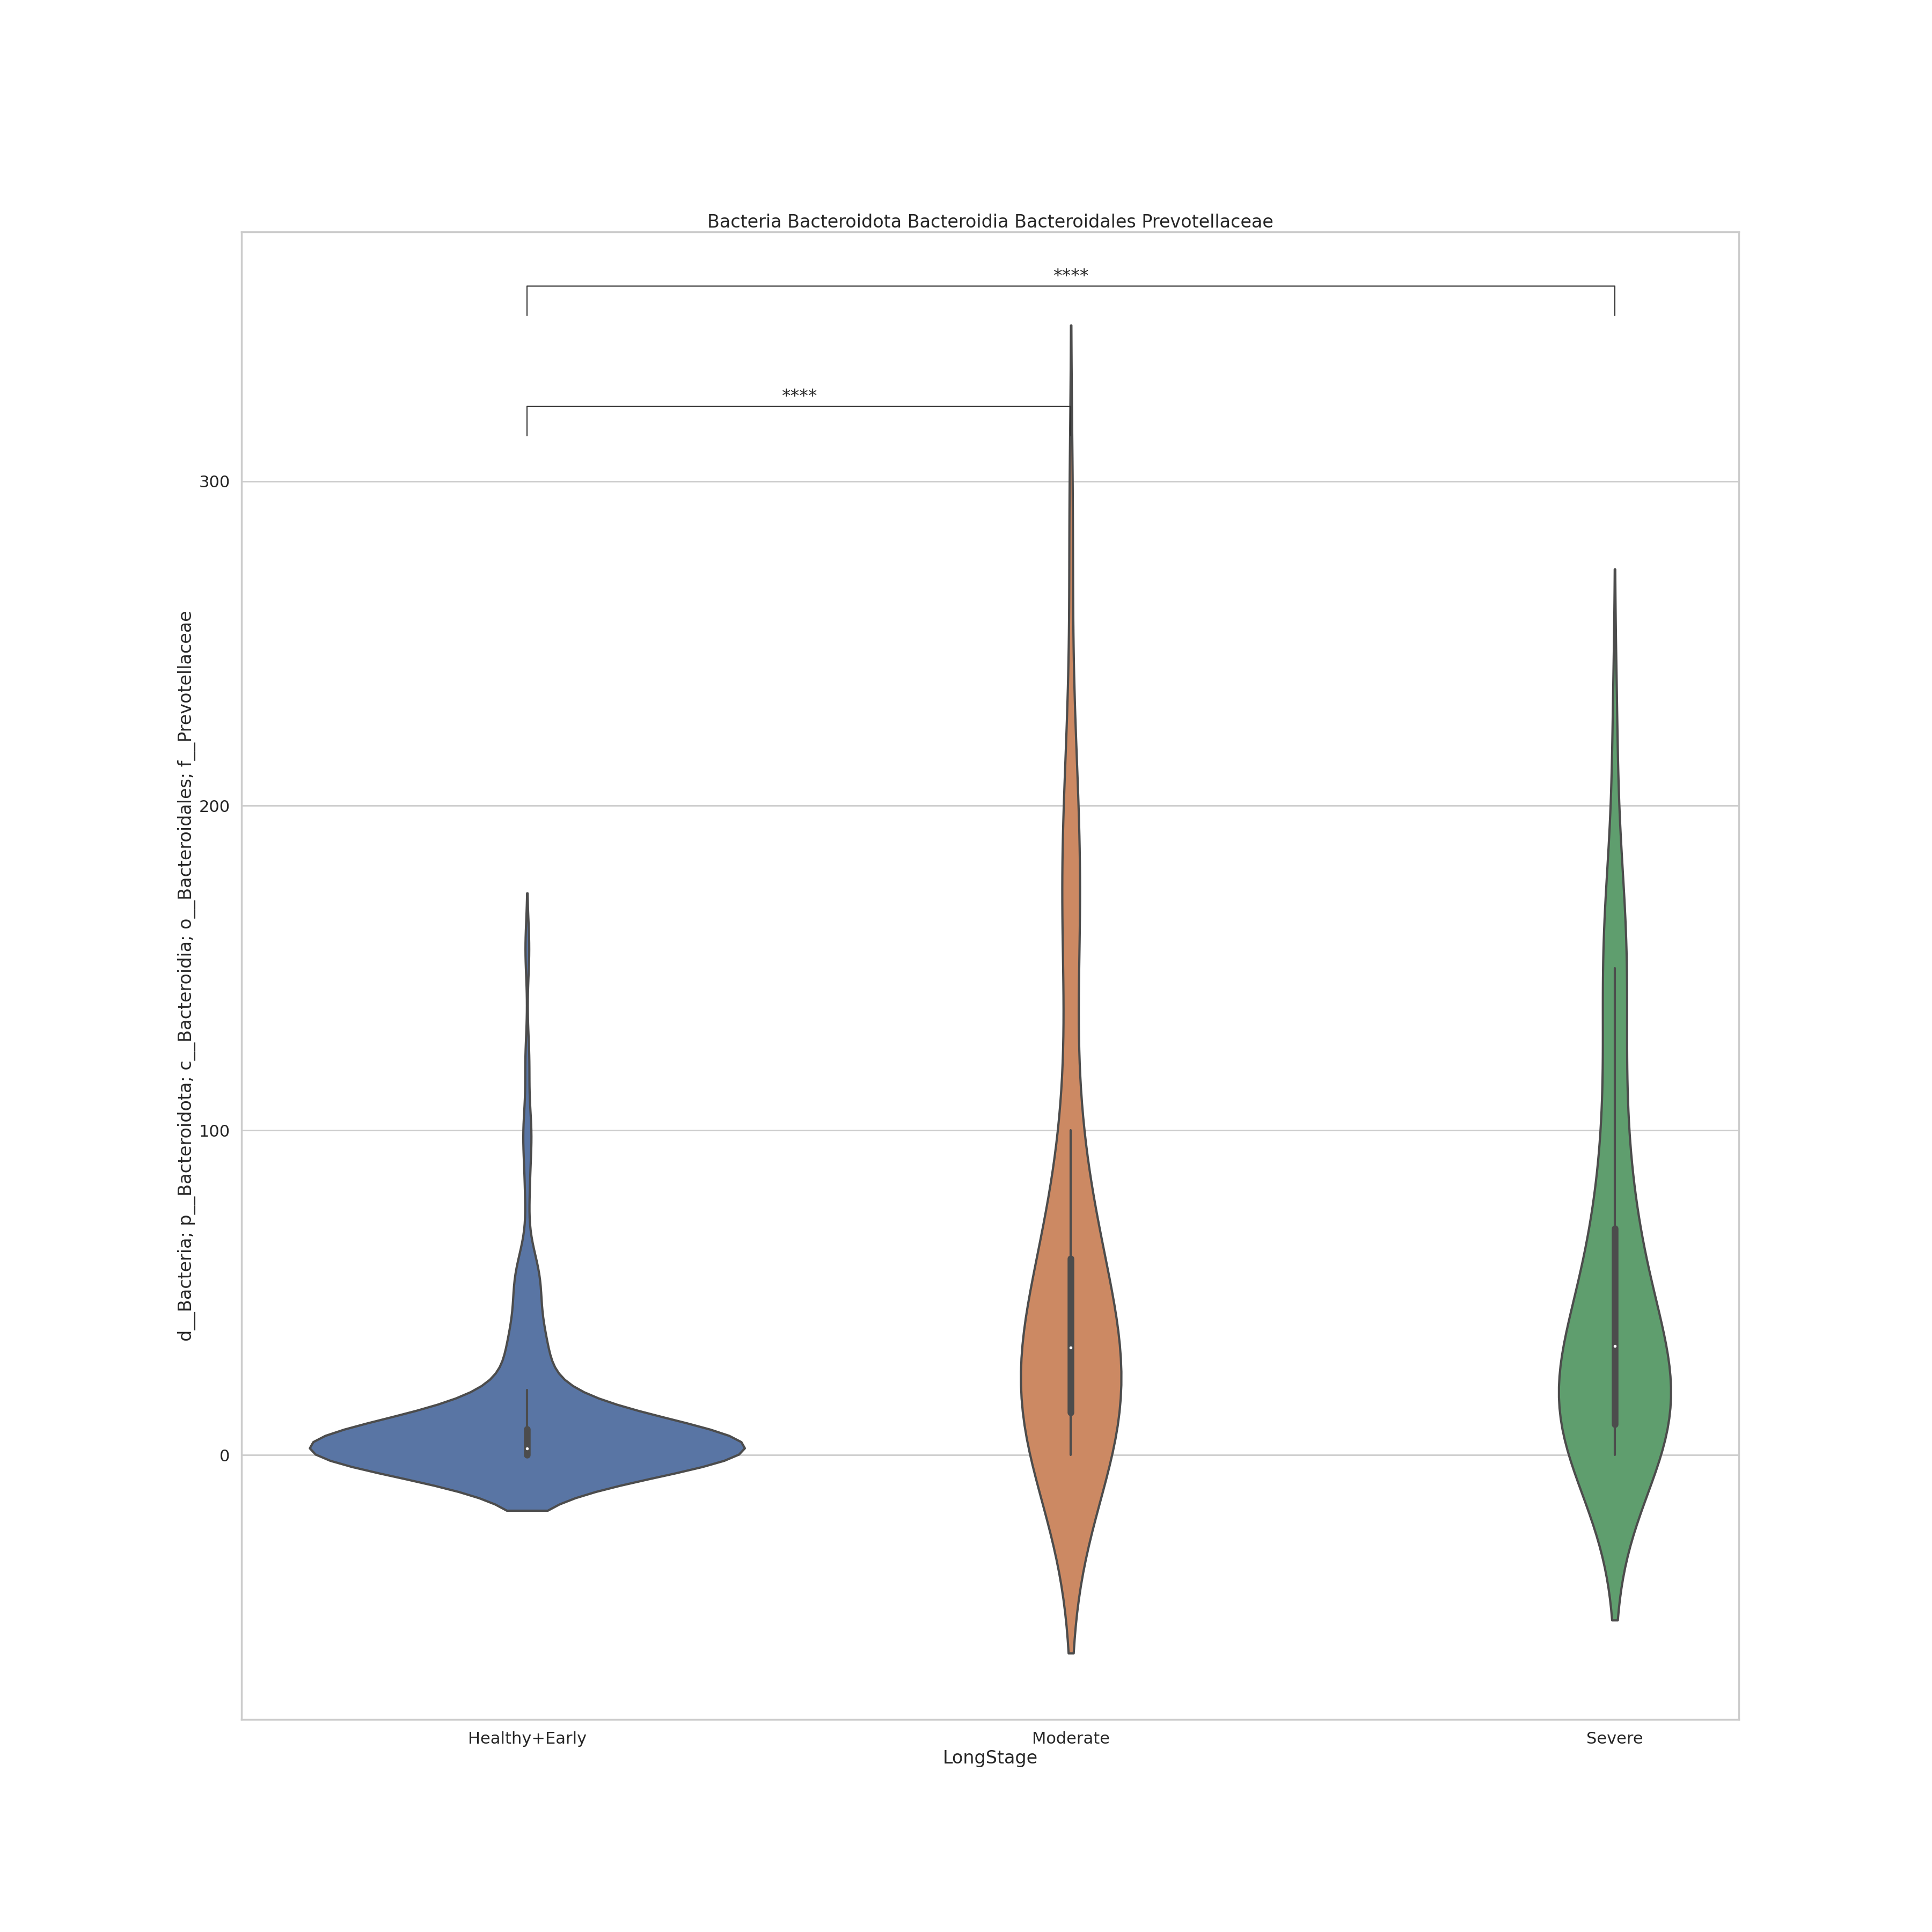 Bacteria Bacteroidota Bacteroidia Bacteroidales Prevotellaceae
****
****
d__Bacteria; p__Bacteroidota; c__Bacteroidia; o__Bacteroidales; f__Prevotellaceae
300
200
100
0
Healthy+Early
Moderate
Severe
LongStage